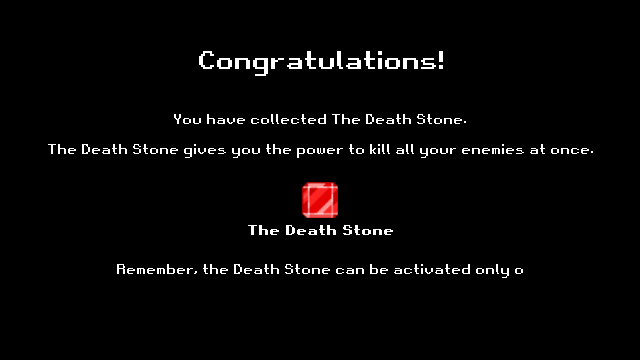 Congratulations!
You have collected The Death Stone.
The Death Stone gives you the power to kill all your enemies at once.
The Death Stone
Remember, the Death Stone can be activated only o